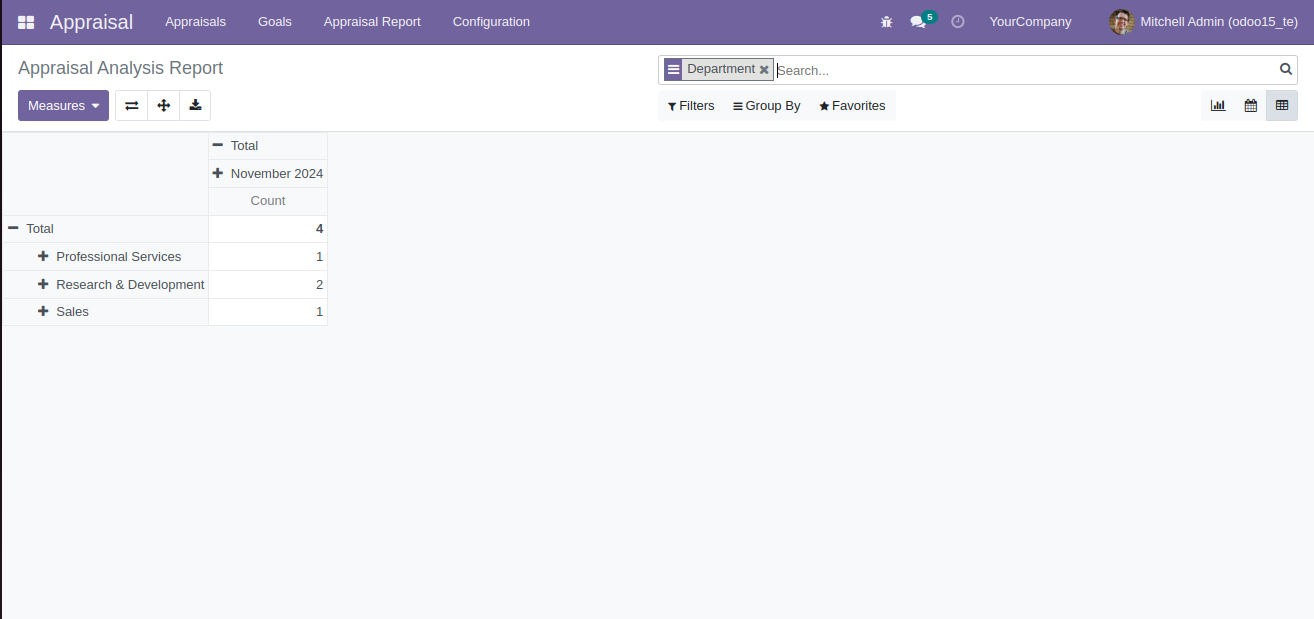 Appraisal Appraisals Goals Appraisal Report Configuration 5 YourCompany Mitchell Admin (odoo15_te)
Appraisal Analysis Report
Department Search...
Measures
Filters Group By Favorites
Total
November 2024
Count
Total 4
Professional Services 1
Research & Development 2
Sales 1